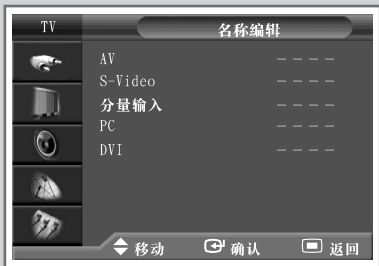 TV 名称编辑
AV ----
S-Video ----
分量输入 ----
PC ----
DVI ----
移动 确认 返回